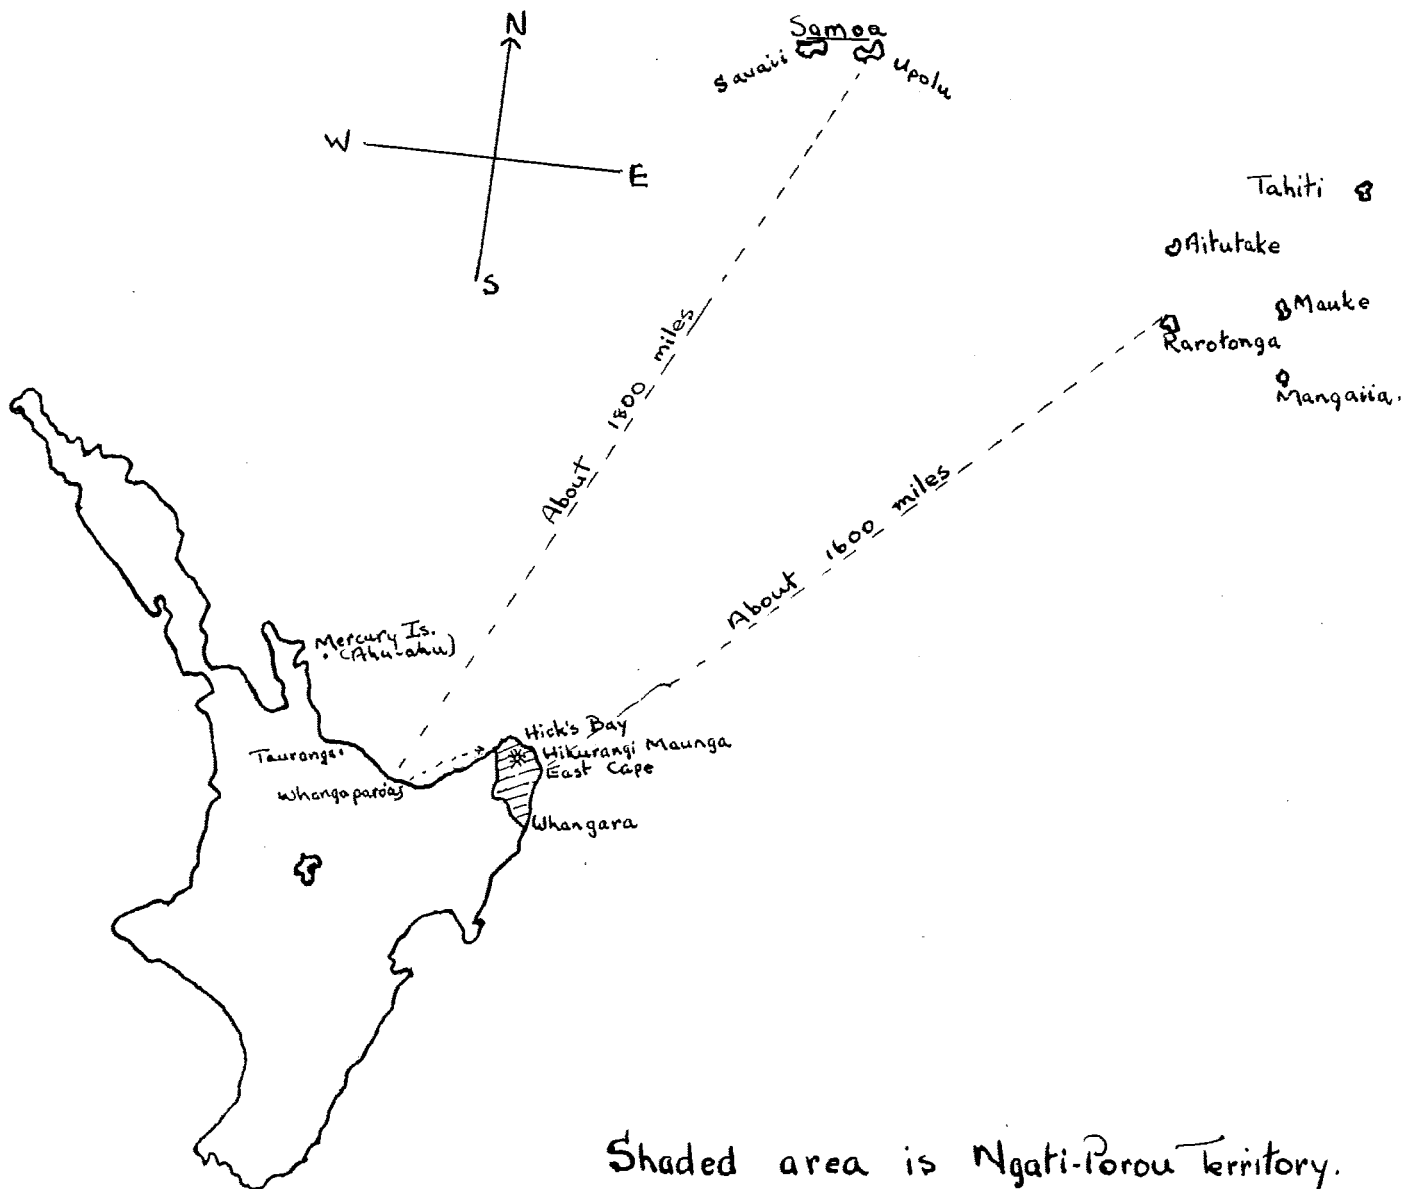 N
Samoa
Savaii
Upolu
W
E
S
Tahiti
Aitutake
Mauke
Rarotonga
Mangaiia.
About 1800 miles
About 1600 miles
Mercury Is.
(Ahu-ahu)
Hick's Bay
Hikurangi Maunga
East Cape
Tauranga
Whangaparoas
Whangara
Shaded area is Ngati-Porou Territory.